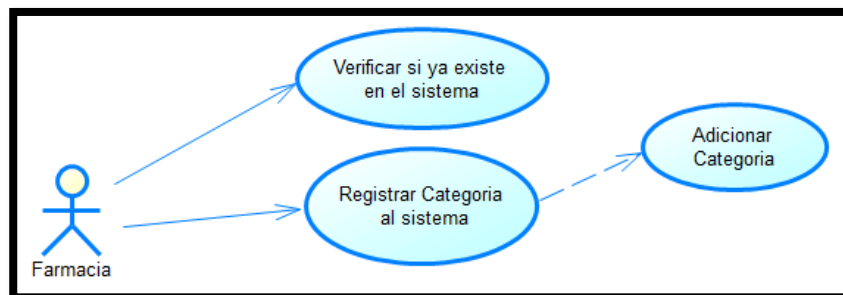 Verificar si ya existe
en el sistema
Adicionar
Categoria
Registrar Categoria
al sistema
Farmacia